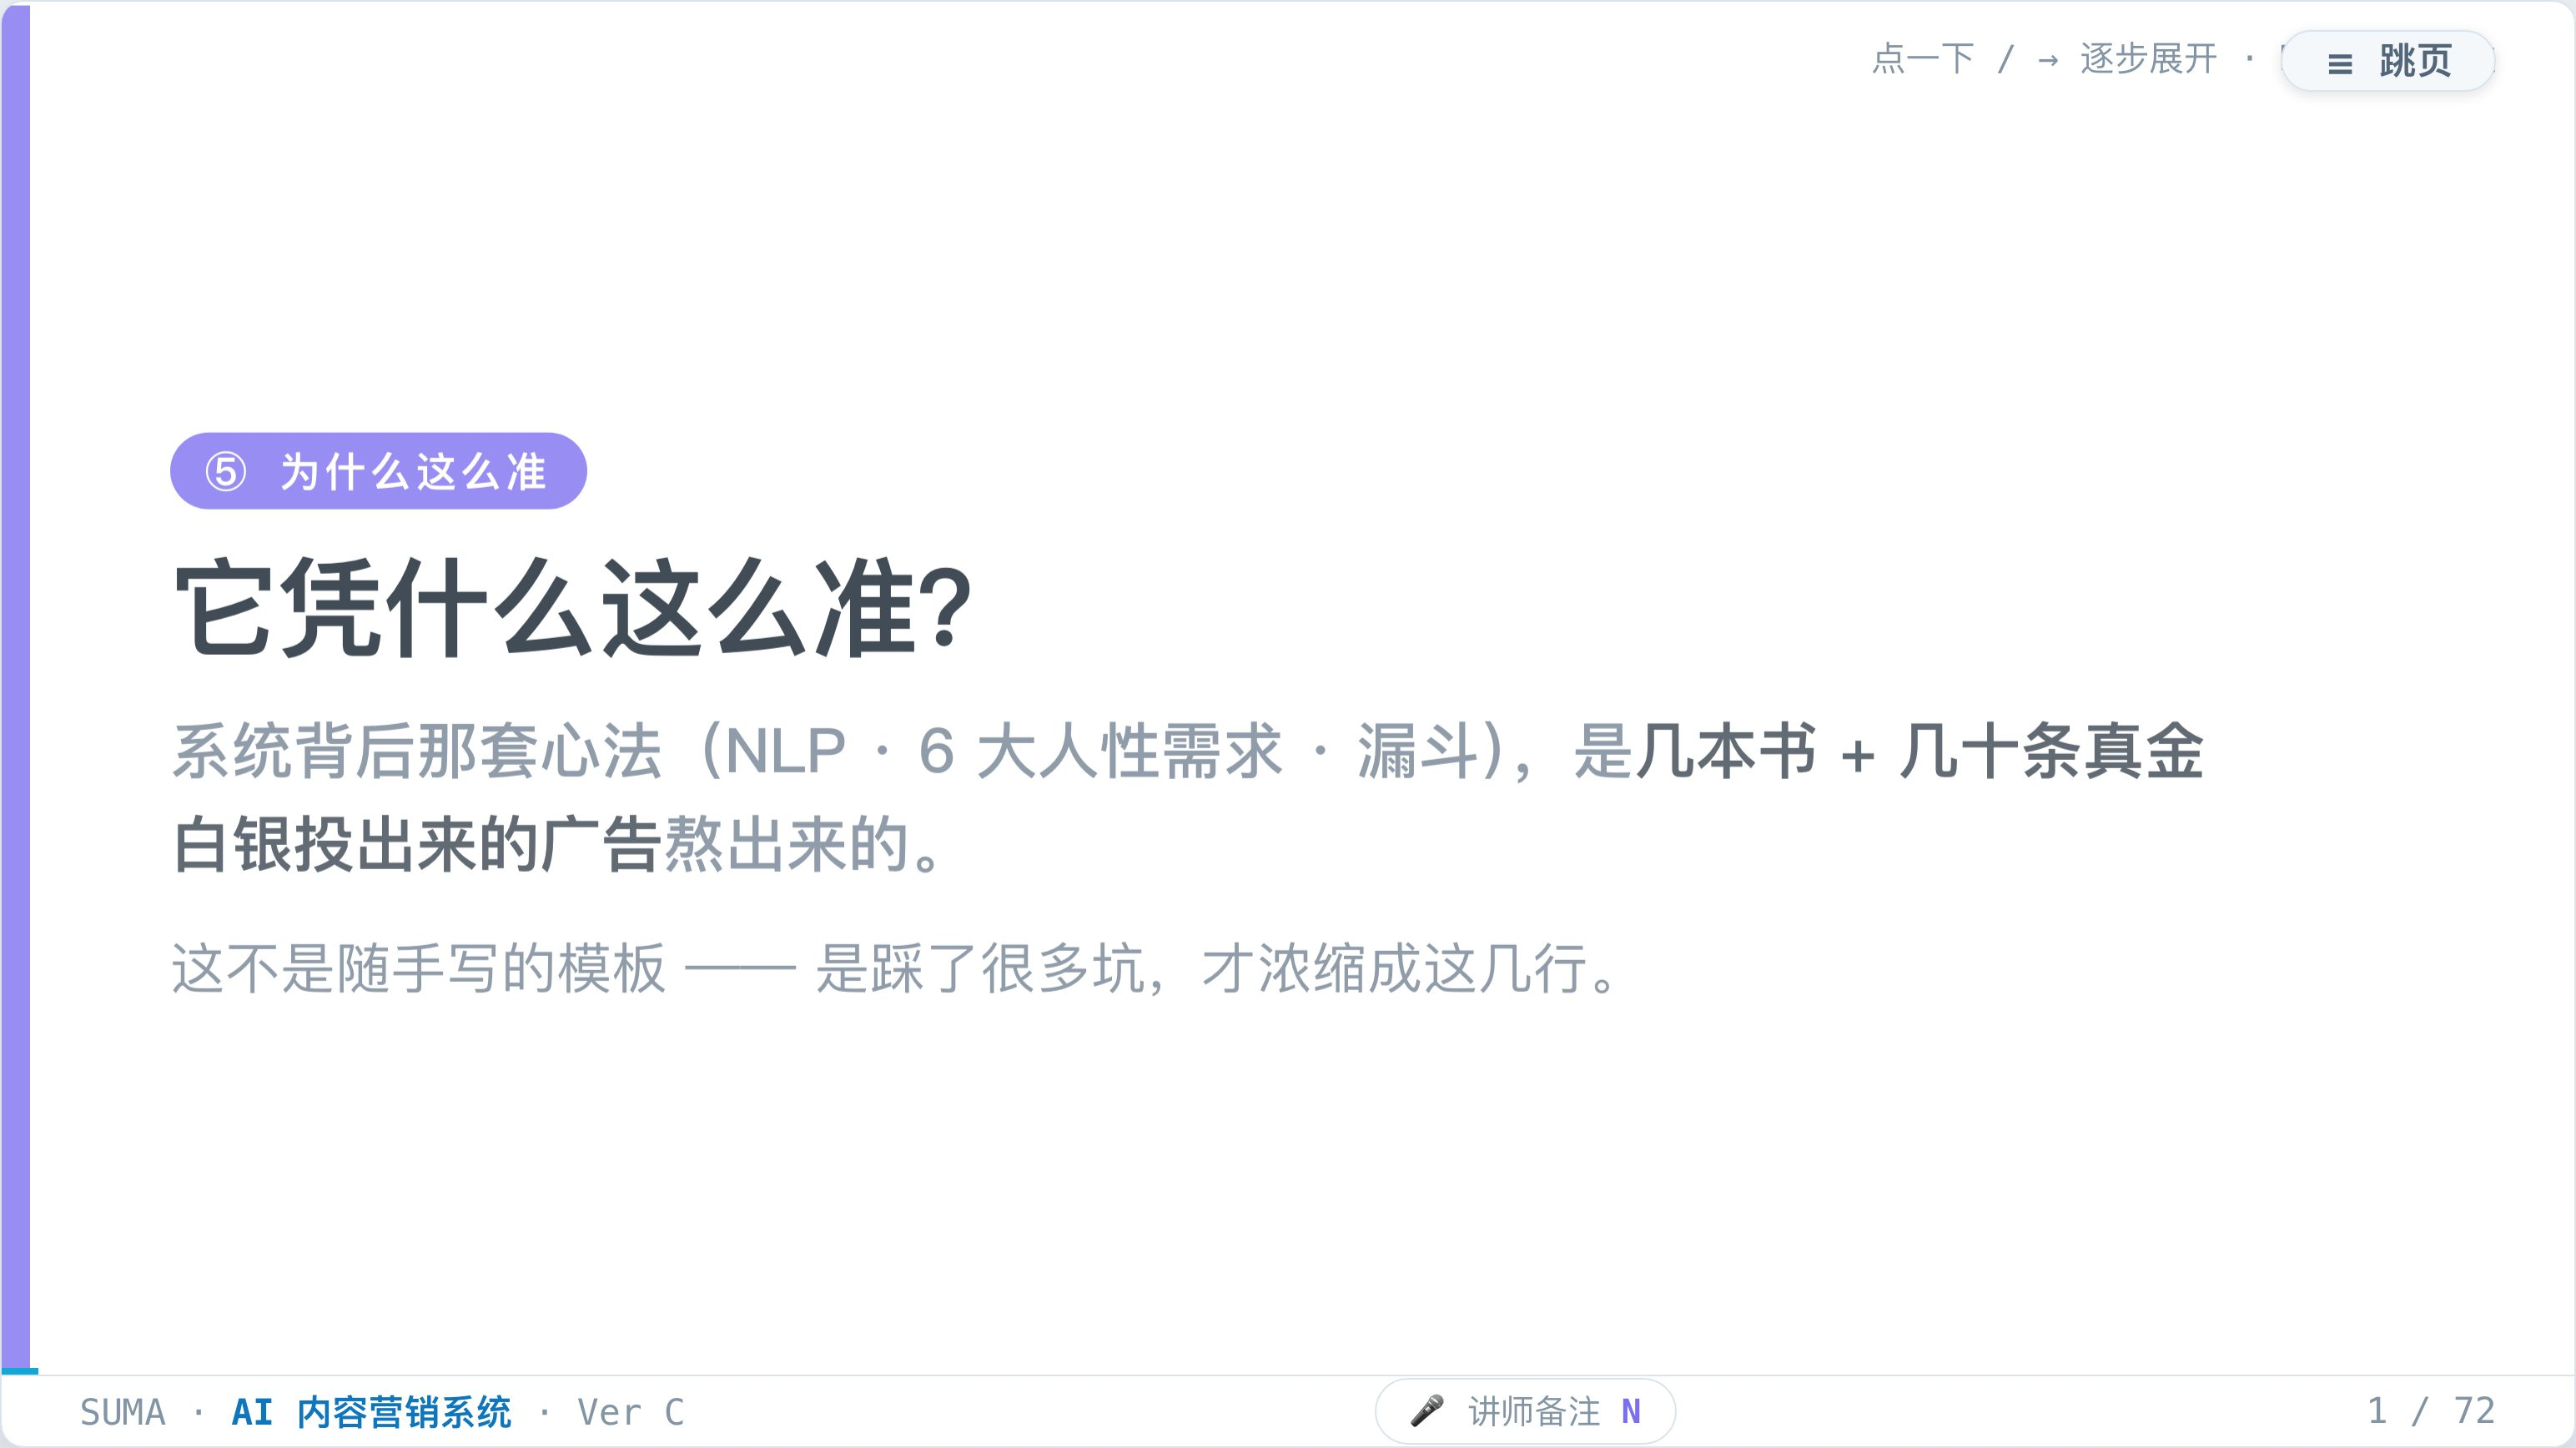 点一下 / → 逐步展开 ·
≡ 跳页
⑤ 为什么这么准
它凭什么这么准?
系统背后那套心法（NLP · 6 大人性需求 · 漏斗），是几本书 + 几十条真金
白银投出来的广告熬出来的。
这不是随手写的模板 —— 是踩了很多坑，才浓缩成这几行。
SUMA · AI 内容营销系统 · Ver C
🎤 讲师备注 N
1 / 72